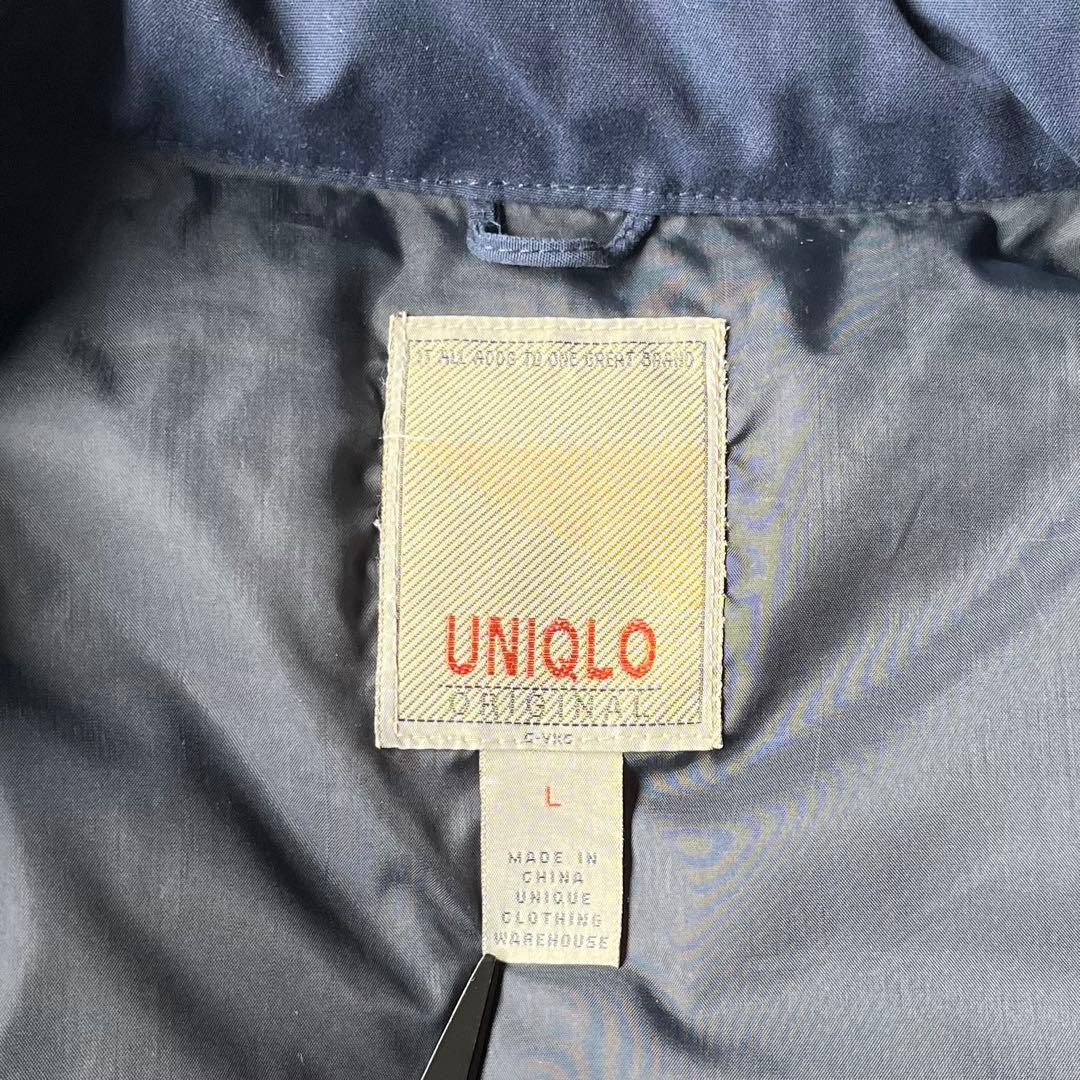 IT ALL ADDS TO ONE GREAT BRAND
UNIQLO
ORIGINAL
L
MADE IN
CHINA
UNIQUE
CLOTHING
WAREHOUSE